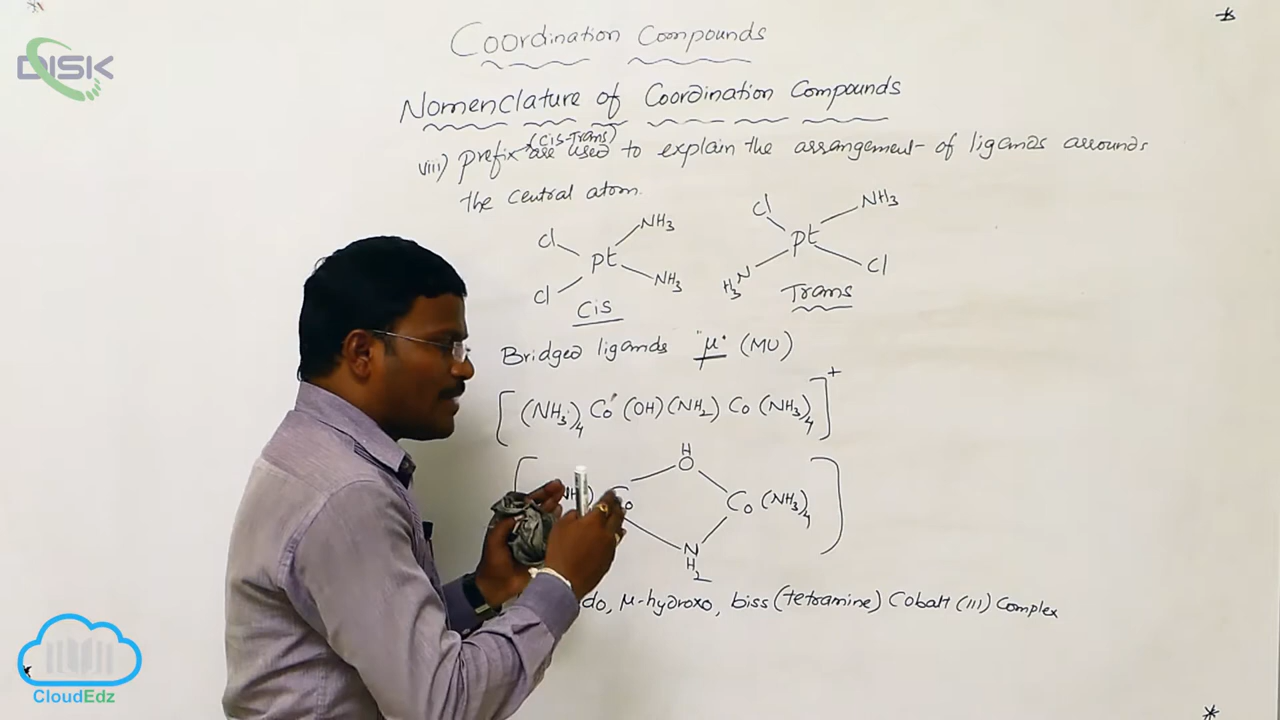 DISK
Coordination Compounds
Nomenclature of Coordination Compounds
(Cis-Trans)
viii) prefix are used to explain the arrangement of ligands arrounds
the central atom.
Cl NH3
Pt
Cl NH3
Cis
Cl NH3
Pt
H3N Cl
Trans
Bridged ligands "μ" (MU)
[(NH3)4 Co (OH)(NH2) Co (NH3)4]+
H
O
Co Co (NH3)4
N
H2
do, μ-hydroxo, biss(tetramine) Cobalt (III) Complex
CloudEdz